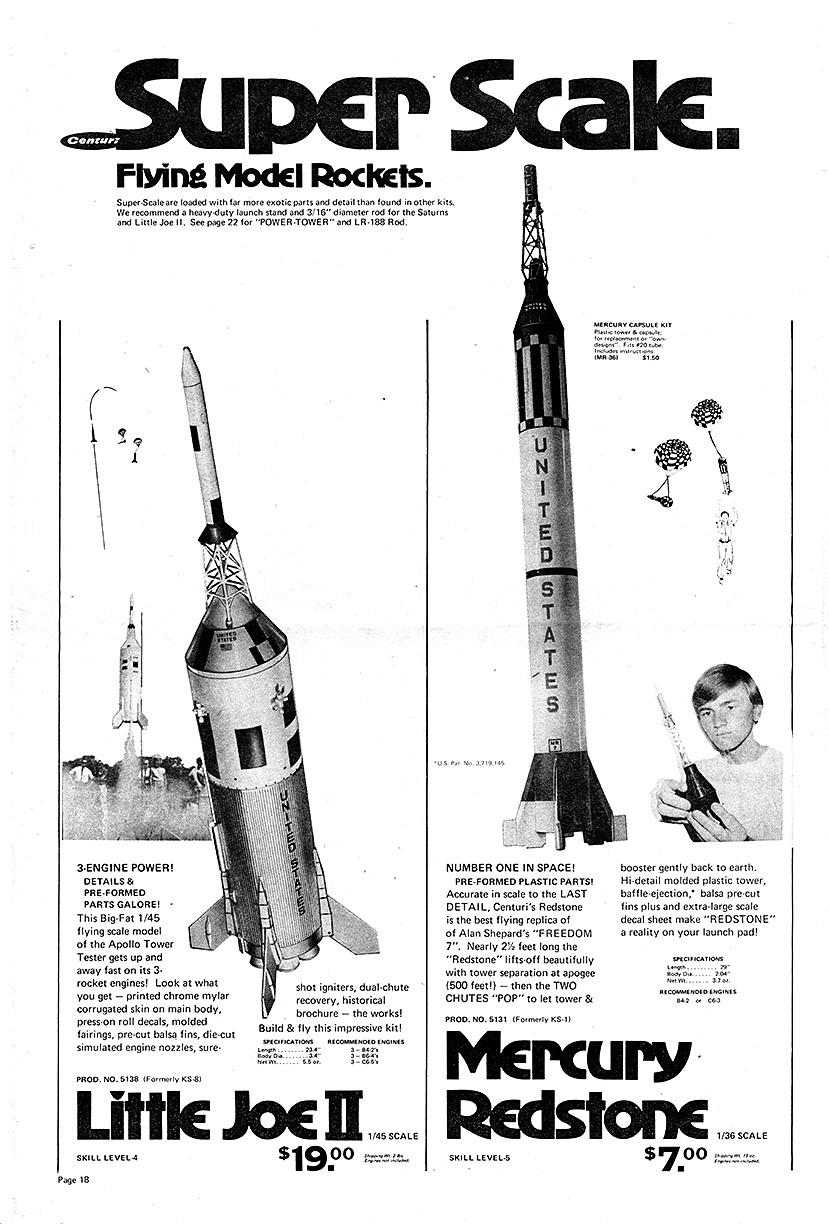 Centuri
Super Scale.
Flying Model Rockets.
Super-Scale are loaded with far more exotic parts and detail than found in other kits.
We recommend a heavy-duty launch stand and 3/16" diameter rod for the Saturns
and Little Joe II. See page 22 for "POWER-TOWER" and LR-188 Rod.
UNITED
STATES
UNITED STATES
3-ENGINE POWER!
DETAILS &
PRE-FORMED
PARTS GALORE!
This Big-Fat 1/45
flying scale model
of the Apollo Tower
Tester gets up and
away fast on its 3-
rocket engines! Look at what
you get — printed chrome mylar
corrugated skin on main body,
press-on roll decals, molded
fairings, pre-cut balsa fins, die-cut
simulated engine nozzles, sure-
shot igniters, dual-chute
recovery, historical
brochure — the works!
Build & fly this impressive kit!
SPECIFICATIONS
Length ........ 23.4"
Body Dia. ....... 3.4"
Net Wt. ...... 5.5 oz.
RECOMMENDED ENGINES
3 — B4-2's
3 — B6-4's
3 — C6-5's
PROD. NO. 5138 (Formerly KS-8)
Little Joe II 1/45 SCALE
SKILL LEVEL-4 $19.00 Shipping Wt. 2 lbs.
Engines not included.
Page 18
MERCURY CAPSULE KIT
Plastic tower & capsule;
for replacement or "own-
designs". Fits #20 tube.
Includes instructions.
(MR-36) $1.50
UNITED
STATES
UNITED STATES
MR
7
*U.S. Pat. No. 3,719,145
NUMBER ONE IN SPACE!
PRE-FORMED PLASTIC PARTS!
Accurate in scale to the LAST
DETAIL, Centuri's Redstone
is the best flying replica of
of Alan Shepard's "FREEDOM
7". Nearly 2½ feet long the
"Redstone" lifts-off beautifully
with tower separation at apogee
(500 feet!) — then the TWO
CHUTES "POP" to let tower &
booster gently back to earth.
Hi-detail molded plastic tower,
baffle-ejection,* balsa pre-cut
fins plus and extra-large scale
decal sheet make "REDSTONE"
a reality on your launch pad!
SPECIFICATIONS
Length ......... 29"
Body Dia. ..... 2.04"
Net Wt. ...... 3.7 oz.
RECOMMENDED ENGINES
B4-2 or C6-3
PROD. NO. 5131 (Formerly KS-1)
Mercury
Redstone 1/36 SCALE
SKILL LEVEL-5 $7.00 Shipping Wt. 15 oz.
Engines not included.